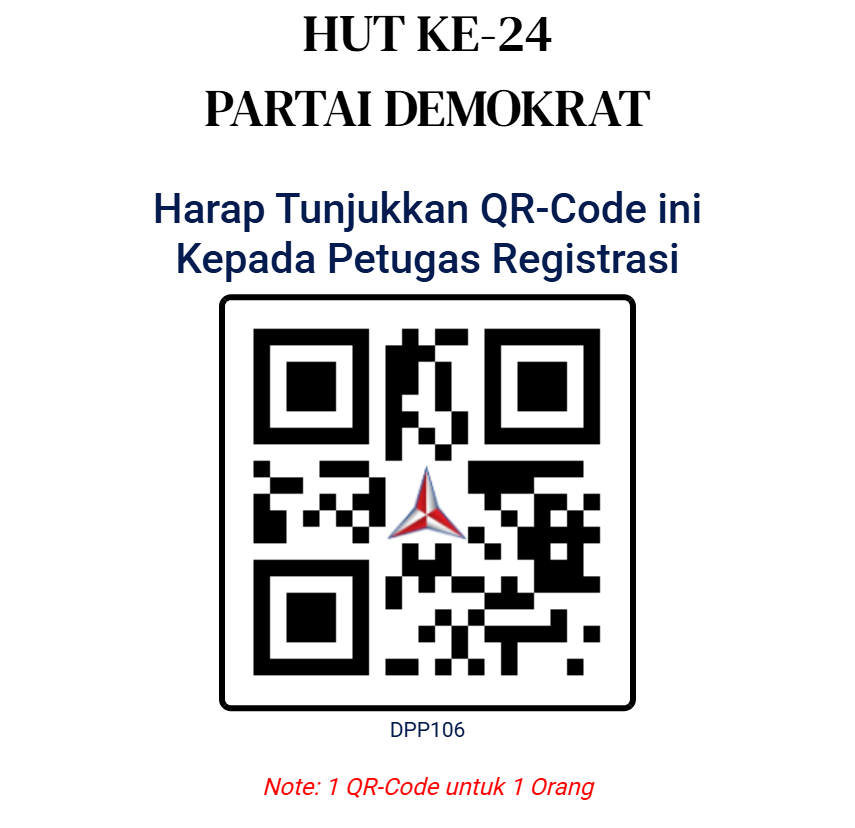 HUT KE-24
PARTAI DEMOKRAT
Harap Tunjukkan QR-Code ini
Kepada Petugas Registrasi
DPP106
Note: 1 QR-Code untuk 1 Orang